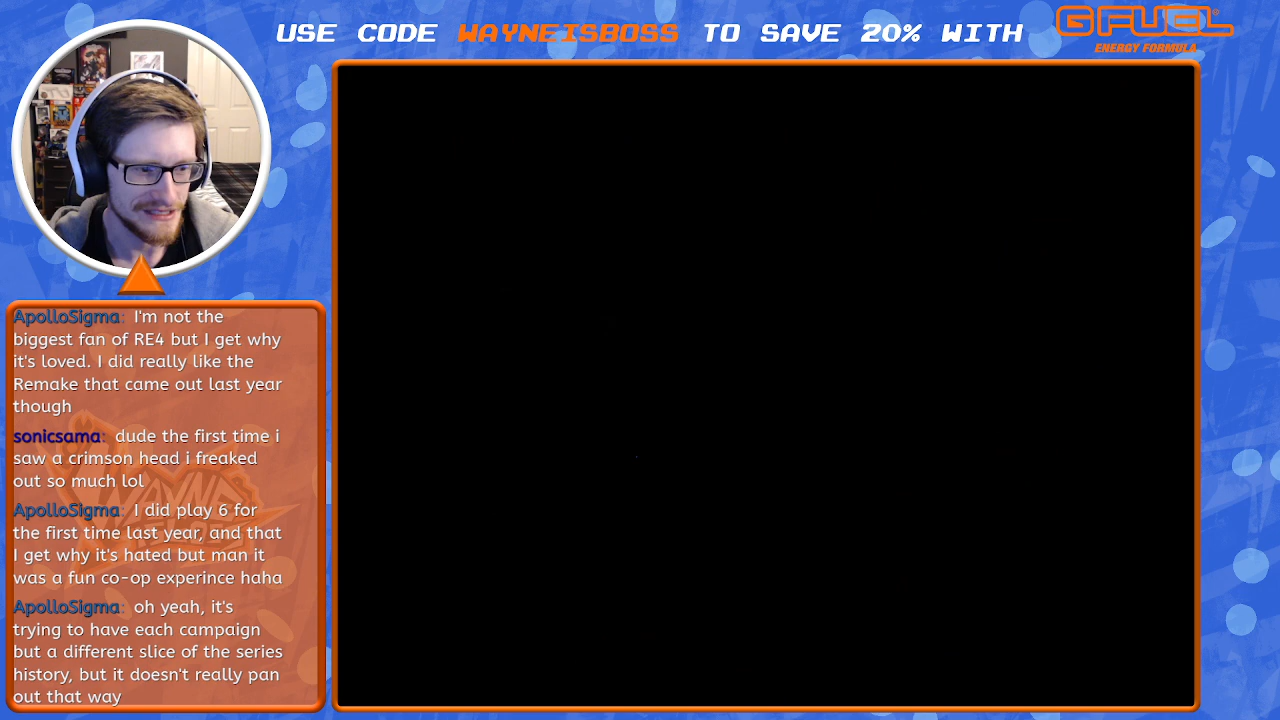 USE CODE WAYNEISBOSS TO SAVE 20% WITH
G FUEL
ENERGY FORMULA
ApolloSigma: I'm not the
biggest fan of RE4 but I get why
it's loved. I did really like the
Remake that came out last year
though
sonicsama: dude the first time i
saw a crimson head i freaked
out so much lol
ApolloSigma: I did play 6 for
the first time last year, and that
I get why it's hated but man it
was a fun co-op experince haha
ApolloSigma: oh yeah, it's
trying to have each campaign
but a different slice of the series
history, but it doesn't really pan
out that way
WAYNE